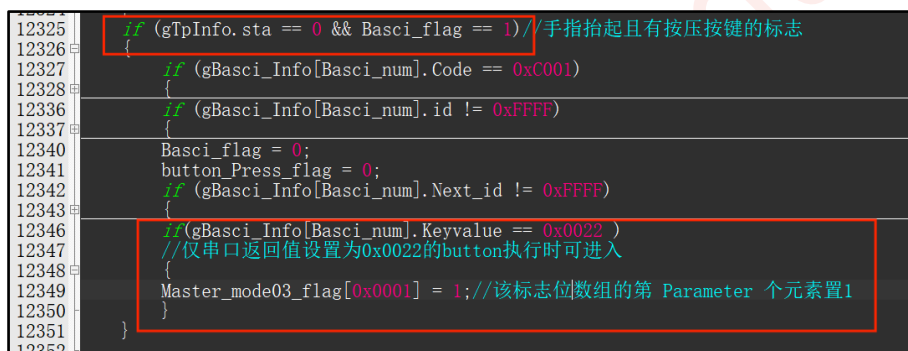 12325 if (gTpInfo.sta == 0 && Basci_flag == 1)//手指抬起且有按压按键的标志
12326 {
12327 if (gBasci_Info[Basci_num].Code == 0xC001)
12328 {
12336 if (gBasci_Info[Basci_num].id != 0xFFFF)
12337 {
12340 Basci_flag = 0;
12341 button_Press_flag = 0;
12342 if (gBasci_Info[Basci_num].Next_id != 0xFFFF)
12343 {
12346 if(gBasci_Info[Basci_num].Keyvalue == 0x0022 )
12347 //仅串口返回值设置为0x0022的button执行时可进入
12348 {
12349 Master_mode03_flag[0x0001] = 1;//该标志位数组的第 Parameter 个元素置1
12350 }
12351 }